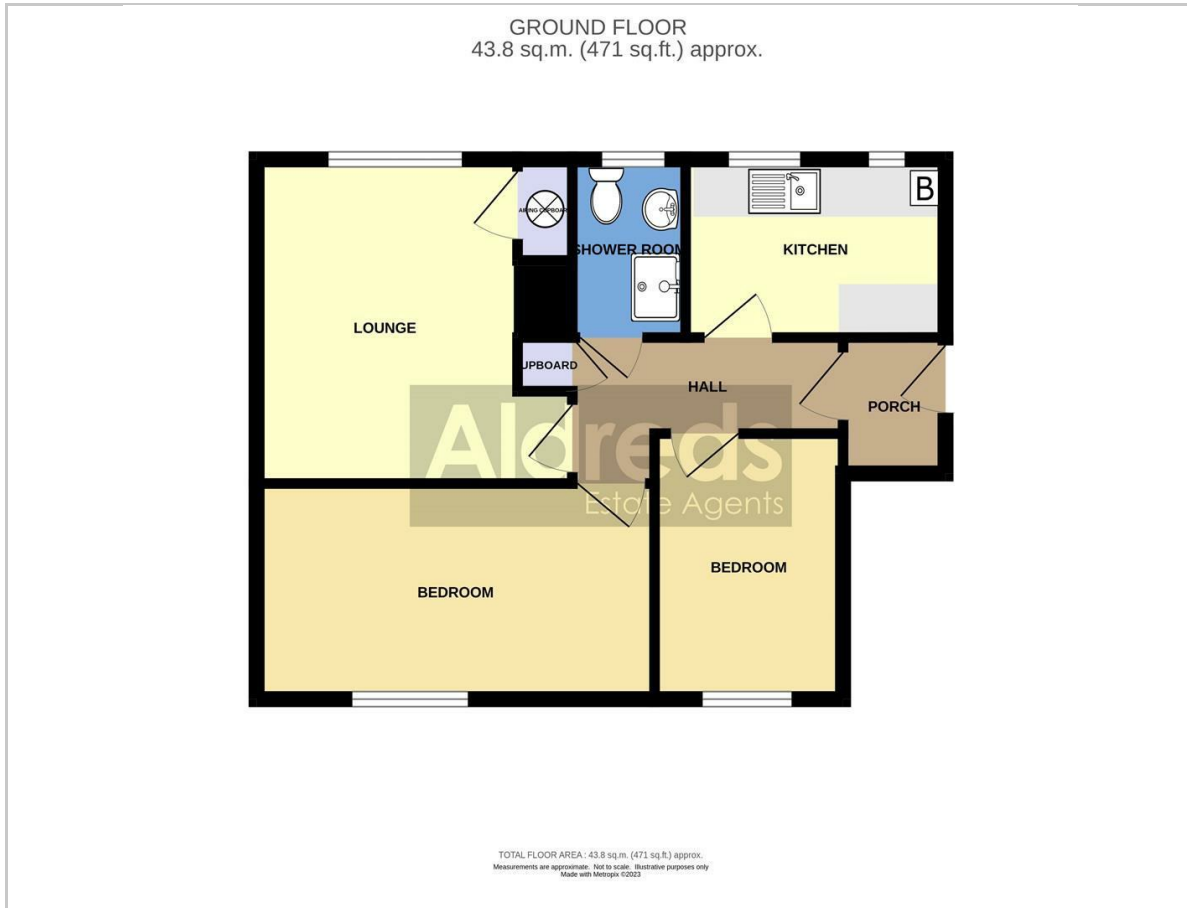 GROUND FLOOR
43.8 sq.m. (471 sq.ft.) approx.
B
SHOWER ROOM
KITCHEN
LOUNGE
UPBOARD
HALL
PORCH
Aldreds
Estate Agents
BEDROOM
BEDROOM
TOTAL FLOOR AREA : 43.8 sq.m. (471 sq.ft.) approx.
Measurements are approximate. Not to scale. Illustrative purposes only
Made with Metropix ©2023